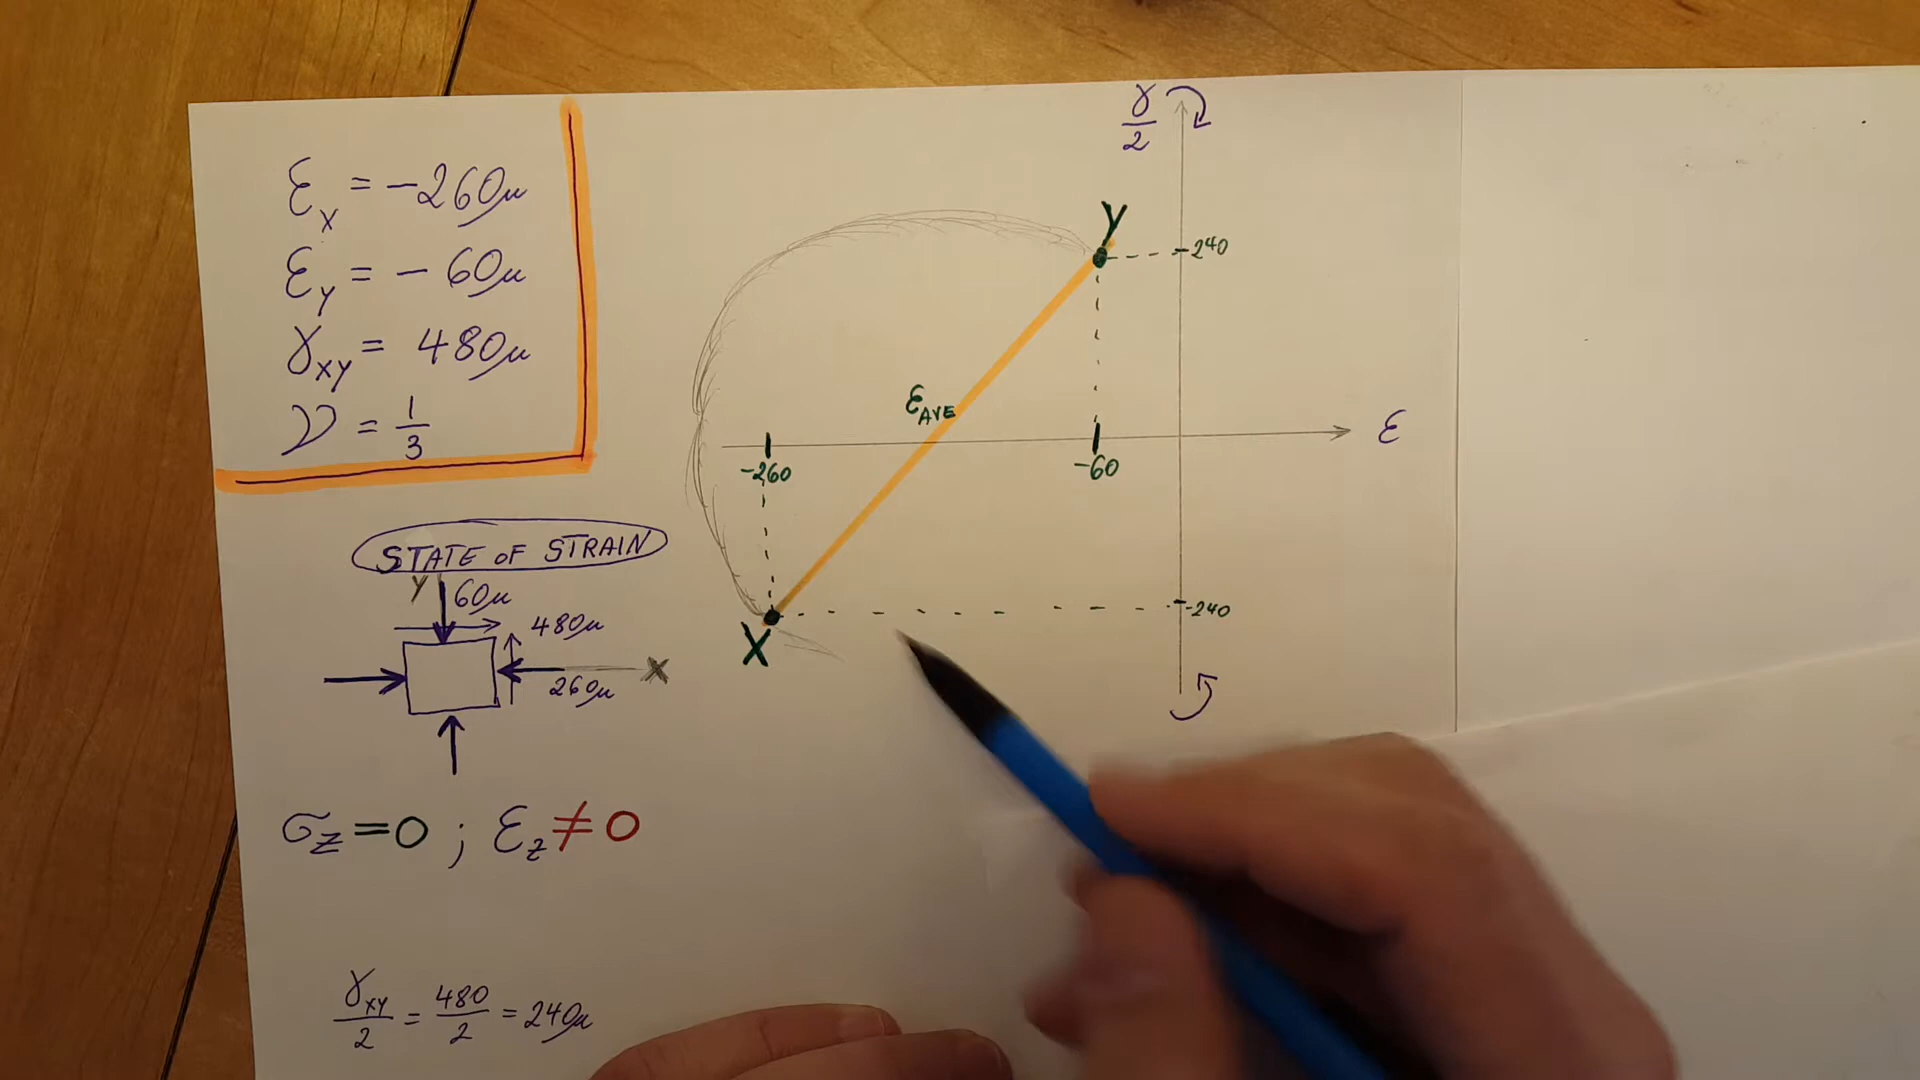 εx = -260μ
εy = - 60μ
γxy = 480μ
ν = 1/3
STATE OF STRAIN
Y
60μ
480μ
X
260μ
σz = 0 ; εz ≠ 0
γxy/2 = 480/2 = 240μ
γ/2
Y
240
εAVE
ε
-260
-60
-240
X